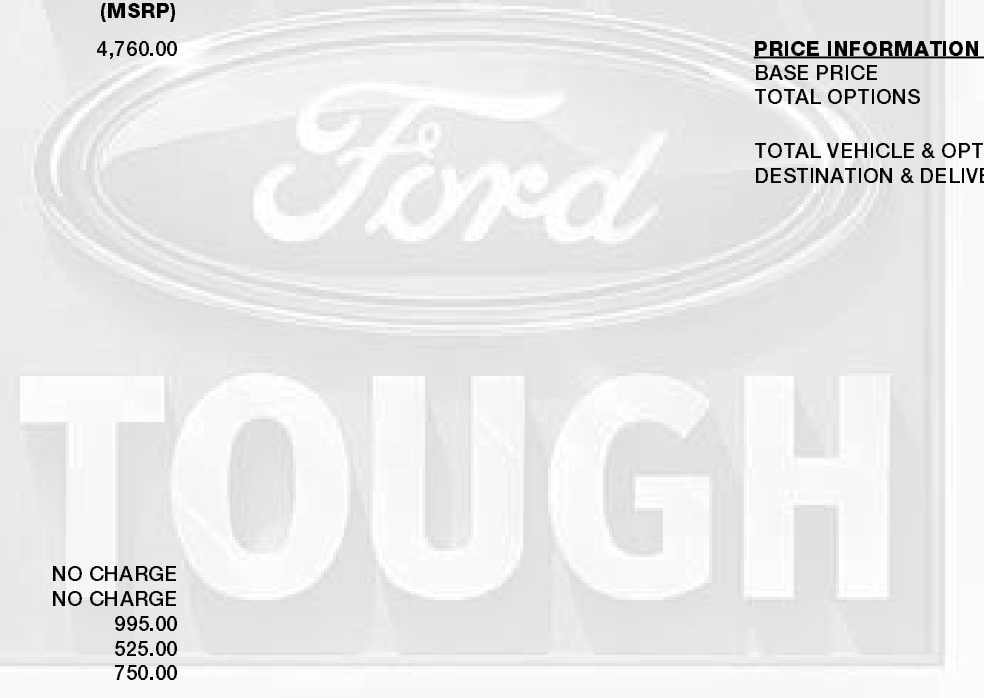 (MSRP)
4,760.00
PRICE INFORMATION
BASE PRICE
TOTAL OPTIONS
TOTAL VEHICLE & OPT
DESTINATION & DELIVE
Ford
TOUGH
NO CHARGE
NO CHARGE
995.00
525.00
750.00